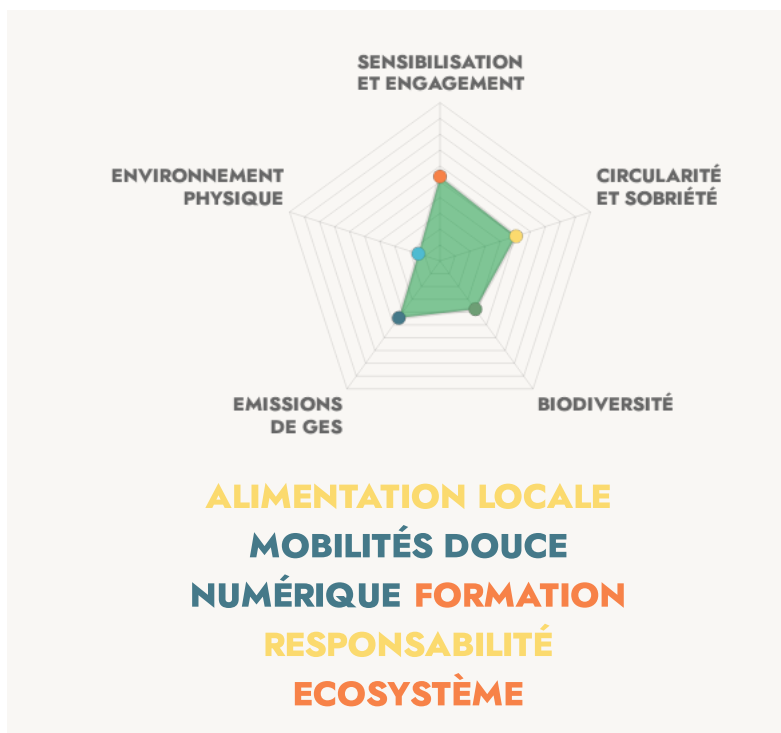 SENSIBILISATION
ET ENGAGEMENT
ENVIRONNEMENT
PHYSIQUE
CIRCULARITÉ
ET SOBRIÉTÉ
EMISSIONS
DE GES
BIODIVERSITÉ
ALIMENTATION LOCALE
MOBILITÉS DOUCE
NUMÉRIQUE FORMATION
RESPONSABILITÉ
ECOSYSTÈME